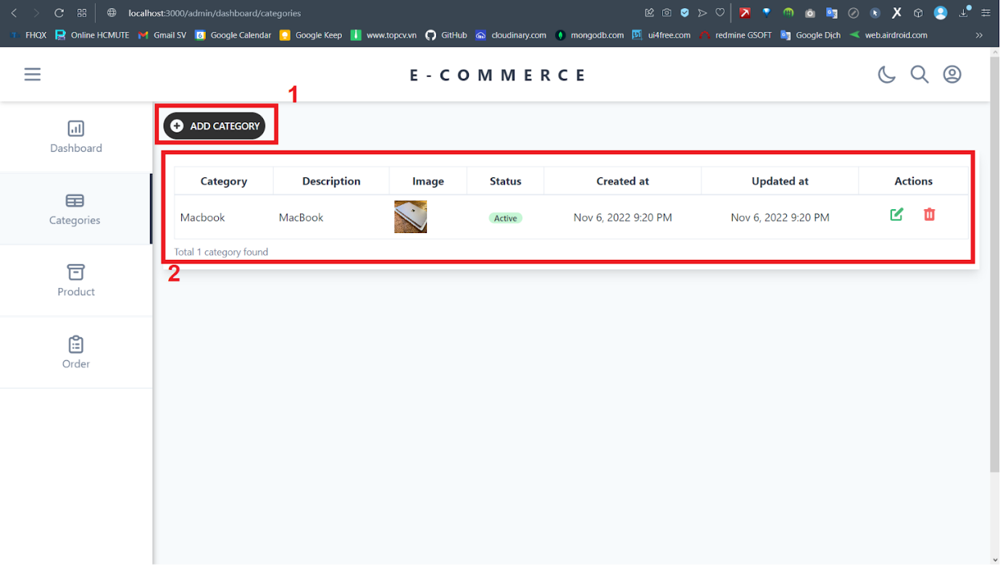 localhost:3000/admin/dashboard/categories
FHQX Online HCMUTE Gmail SV 6 Google Calendar Google Keep www.topcv.vn GitHub cloudinary.com mongodb.com ui4free.com redmine GSOFT Google Dịch web.airdroid.com
E-COMMERCE
1
ADD CATEGORY
Dashboard
Categories
Product
Order
Category Description Image Status Created at Updated at Actions
Macbook MacBook Active Nov 6, 2022 9:20 PM Nov 6, 2022 9:20 PM
Total 1 category found
2